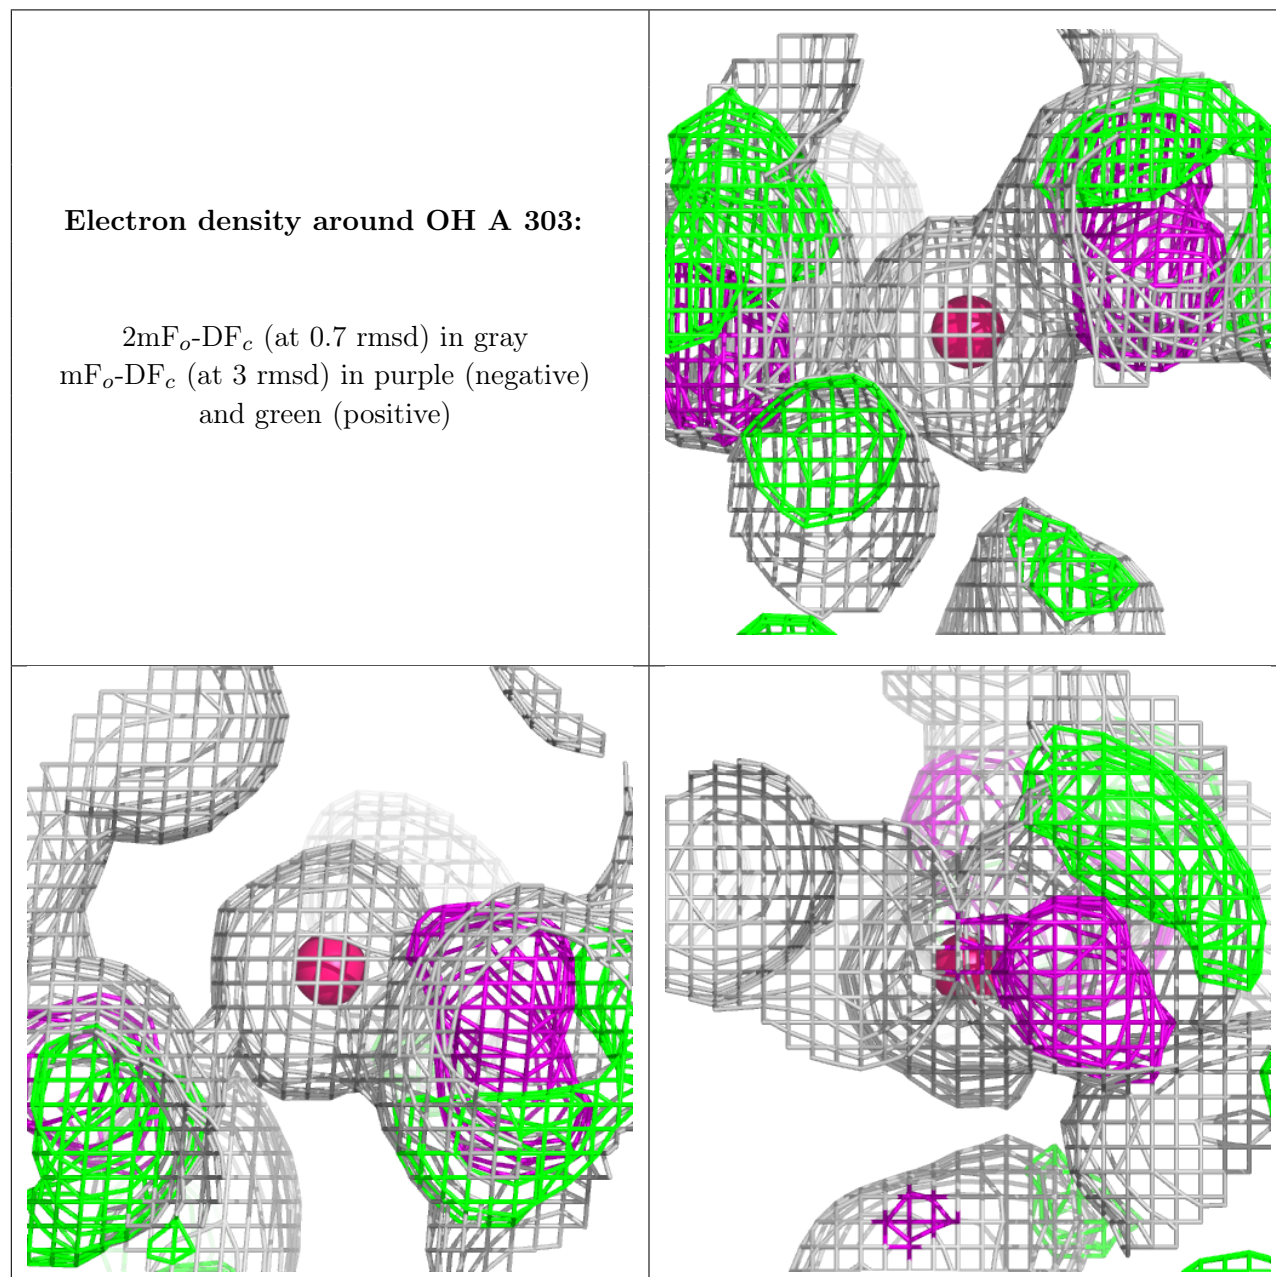 Electron density around OH A 303:
2mFo-DFc (at 0.7 rmsd) in gray
mFo-DFc (at 3 rmsd) in purple (negative)
and green (positive)